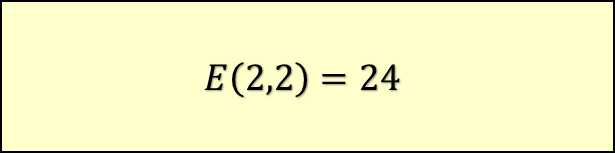 E(2,2) = 24